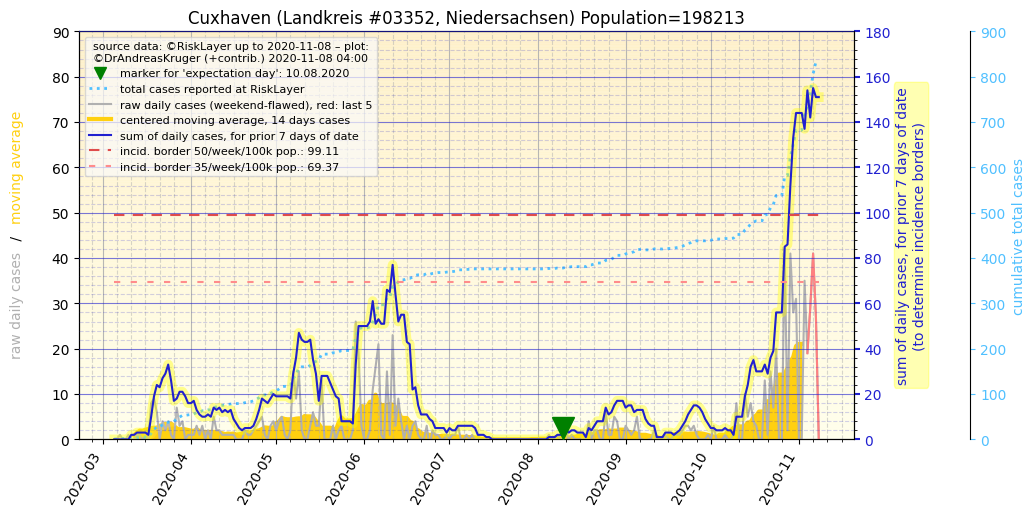 Cuxhaven (Landkreis #03352, Niedersachsen) Population=198213
source data: ©RiskLayer up to 2020-11-08 – plot:
©DrAndreasKruger (+contrib.) 2020-11-08 04:00
marker for 'expectation day': 10.08.2020
total cases reported at RiskLayer
raw daily cases (weekend-flawed), red: last 5
centered moving average, 14 days cases
sum of daily cases, for prior 7 days of date
incid. border 50/week/100k pop.: 99.11
incid. border 35/week/100k pop.: 69.37
raw daily cases / moving average
90
80
70
60
50
40
30
20
10
0
2020-03
2020-04
2020-05
2020-06
2020-07
2020-08
2020-09
2020-10
2020-11
180
160
140
120
100
80
60
40
20
0
sum of daily cases, for prior 7 days of date
(to determine incidence borders)
900
800
700
600
500
400
300
200
100
0
cumulative total cases